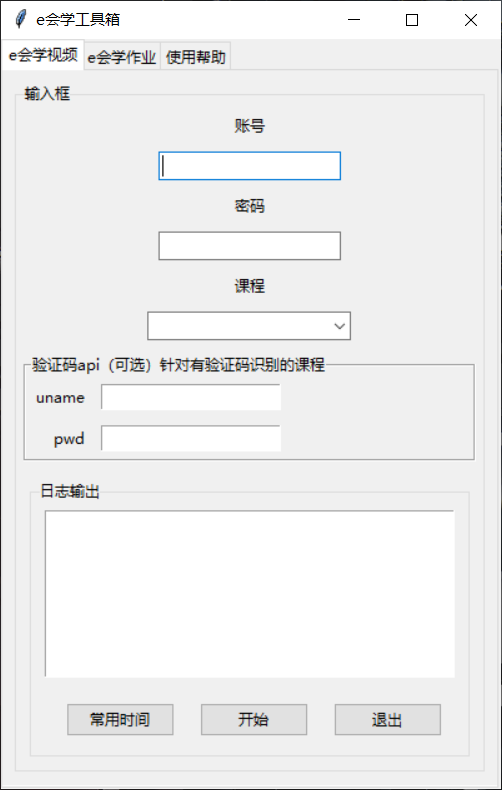 e会学工具箱
e会学视频 e会学作业 使用帮助
输入框
账号
密码
课程
验证码api（可选）针对有验证码识别的课程
uname
pwd
日志输出
常用时间 开始 退出